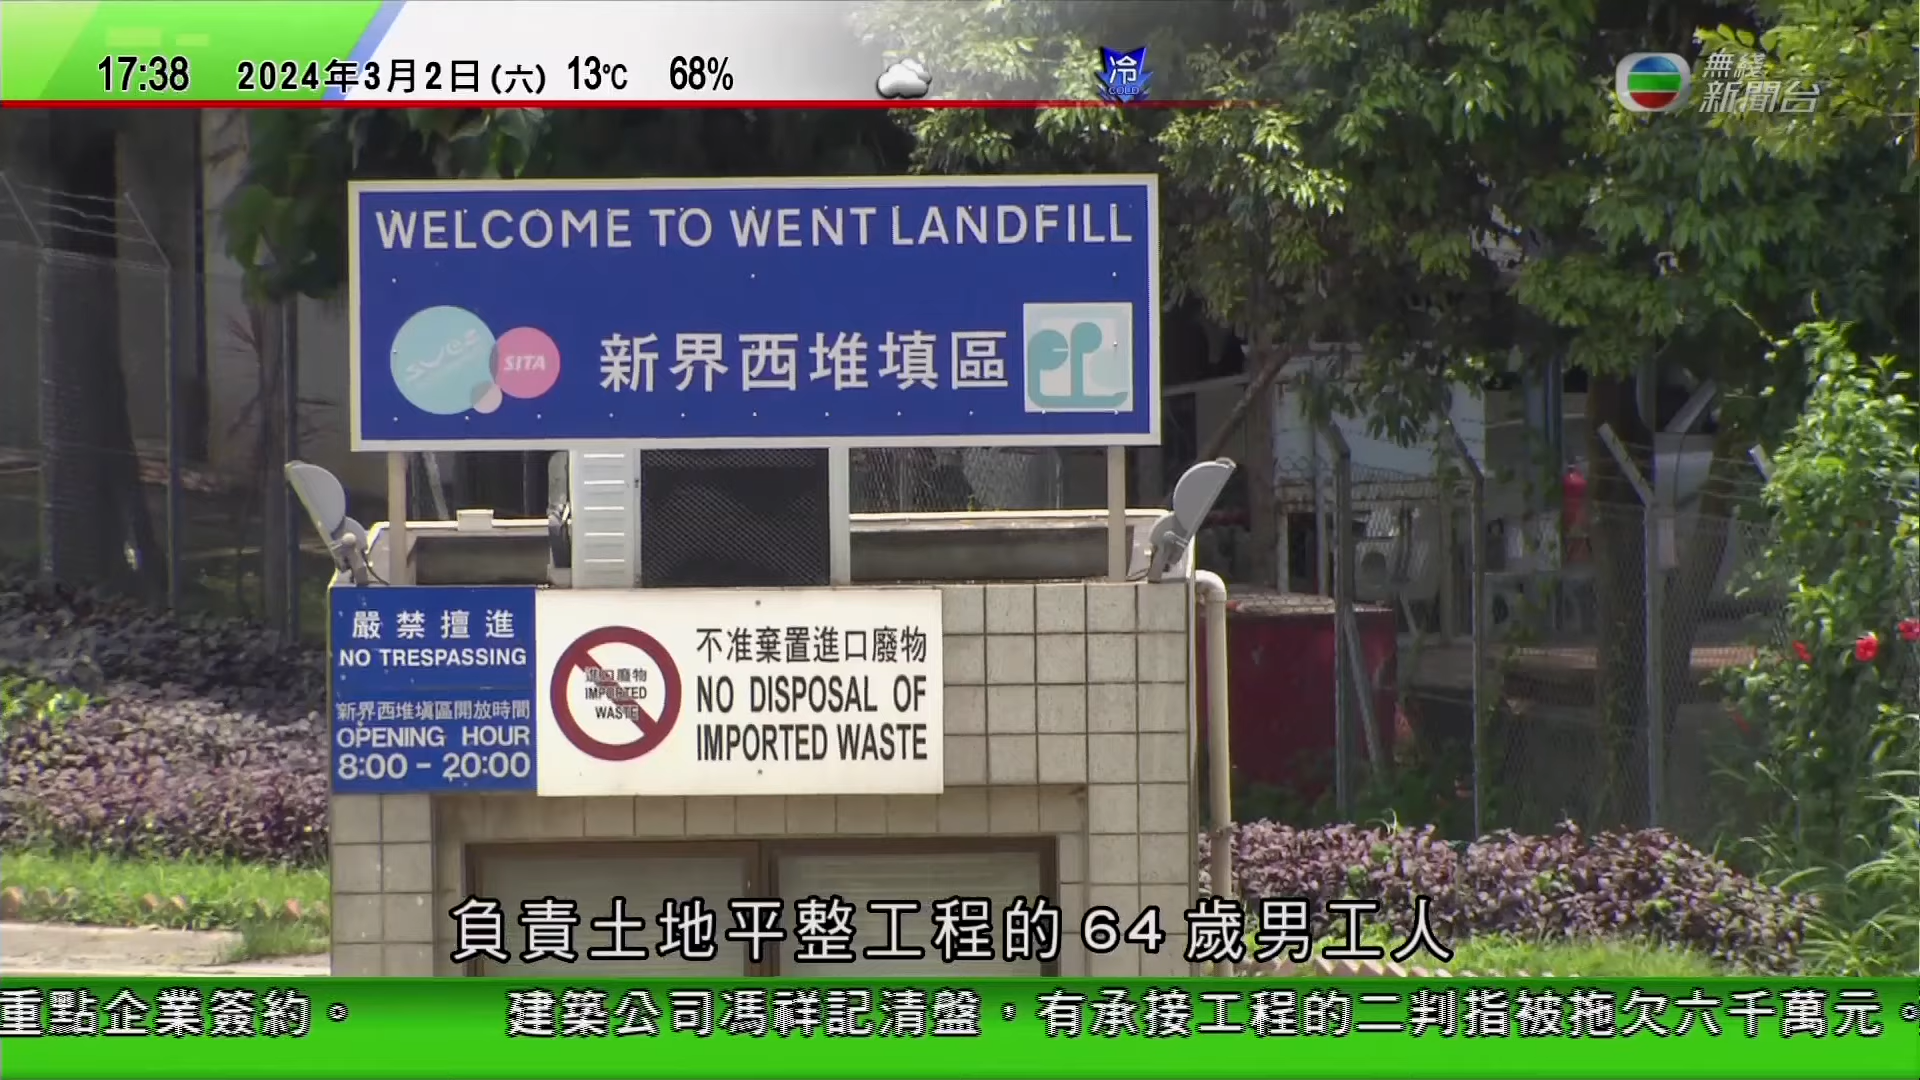 17:38 2024年3月2日(六) 13℃ 68%
冷
COLD
無綫
新聞台
WELCOME TO WENT LANDFILL
SITA
新界西堆填區
嚴禁擅進
NO TRESPASSING
新界西堆填區開放時間
OPENING HOUR
8:00 - 20:00
進口廢物
IMPORTED
WASTE
不准棄置進口廢物
NO DISPOSAL OF
IMPORTED WASTE
負責土地平整工程的64歲男工人
重點企業簽約。 建築公司馮祥記清盤，有承接工程的二判指被拖欠六千萬元。